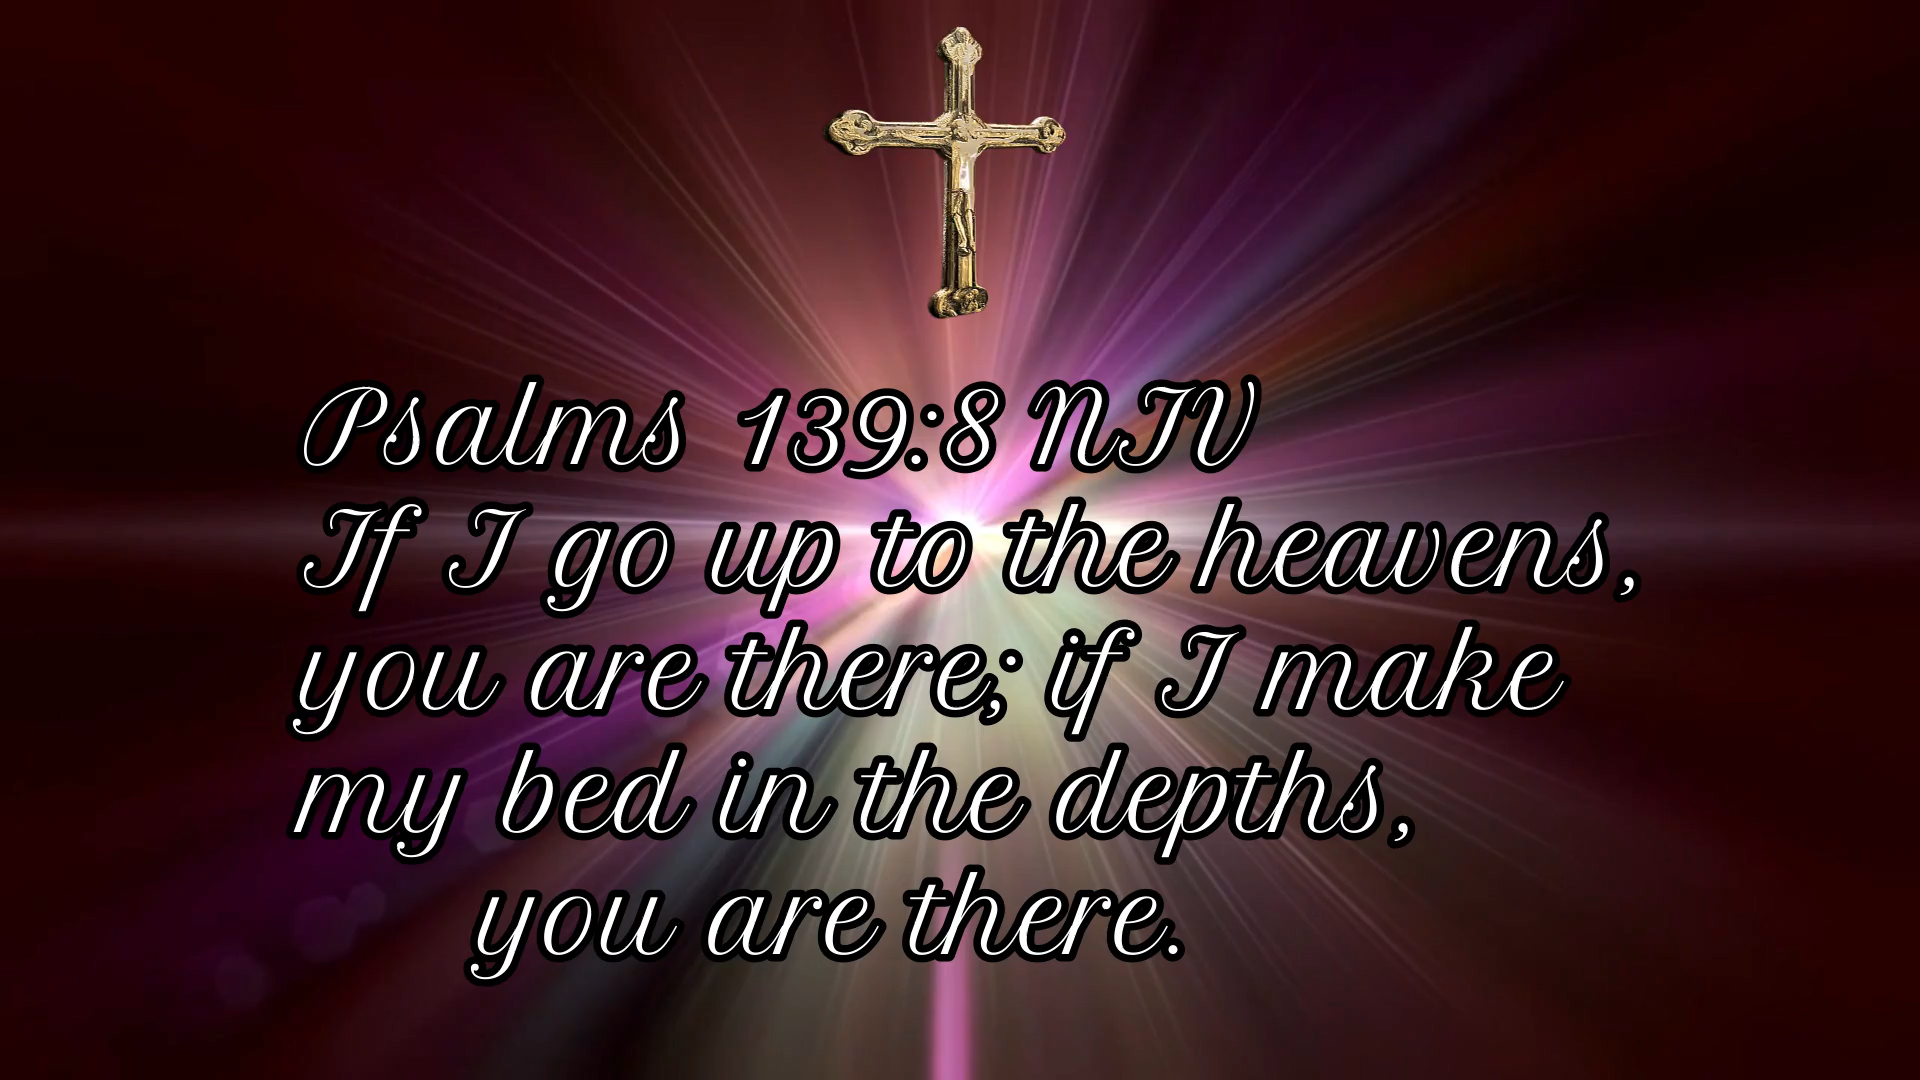 Psalms 139:8 NIV
If I go up to the heavens,
you are there; if I make
my bed in the depths,
you are there.